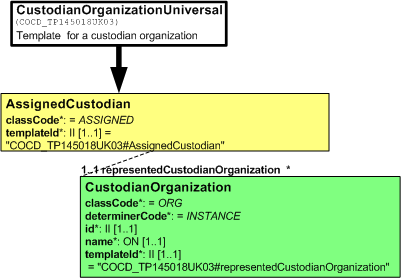 CustodianOrganizationUniversal
(COCD_TP145018UK03)
Template for a custodian organization
AssignedCustodian
classCode*: = ASSIGNED
templateId*: II [1..1] =
"COCD_TP145018UK03#AssignedCustodian"
1..1 representedCustodianOrganization *
CustodianOrganization
classCode*: = ORG
determinerCode*: = INSTANCE
id*: II [1..1]
name*: ON [1..1]
templateId*: II [1..1]
= "COCD_TP145018UK03#representedCustodianOrganization"